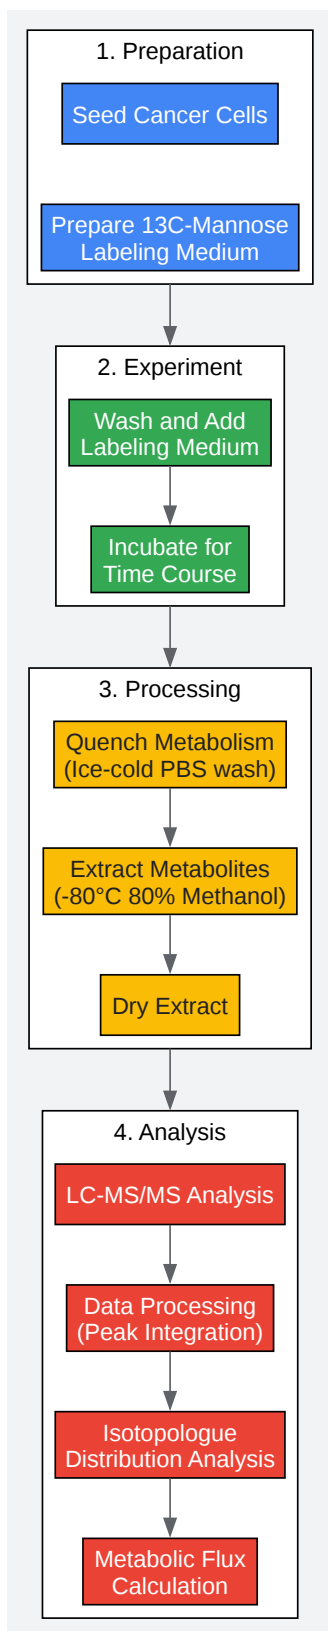 1. Preparation
Seed Cancer Cells
Prepare 13C-Mannose
Labeling Medium
2. Experiment
Wash and Add
Labeling Medium
Incubate for
Time Course
3. Processing
Quench Metabolism
(Ice-cold PBS wash)
Extract Metabolites
(-80°C 80% Methanol)
Dry Extract
4. Analysis
LC-MS/MS Analysis
Data Processing
(Peak Integration)
Isotopologue
Distribution Analysis
Metabolic Flux
Calculation